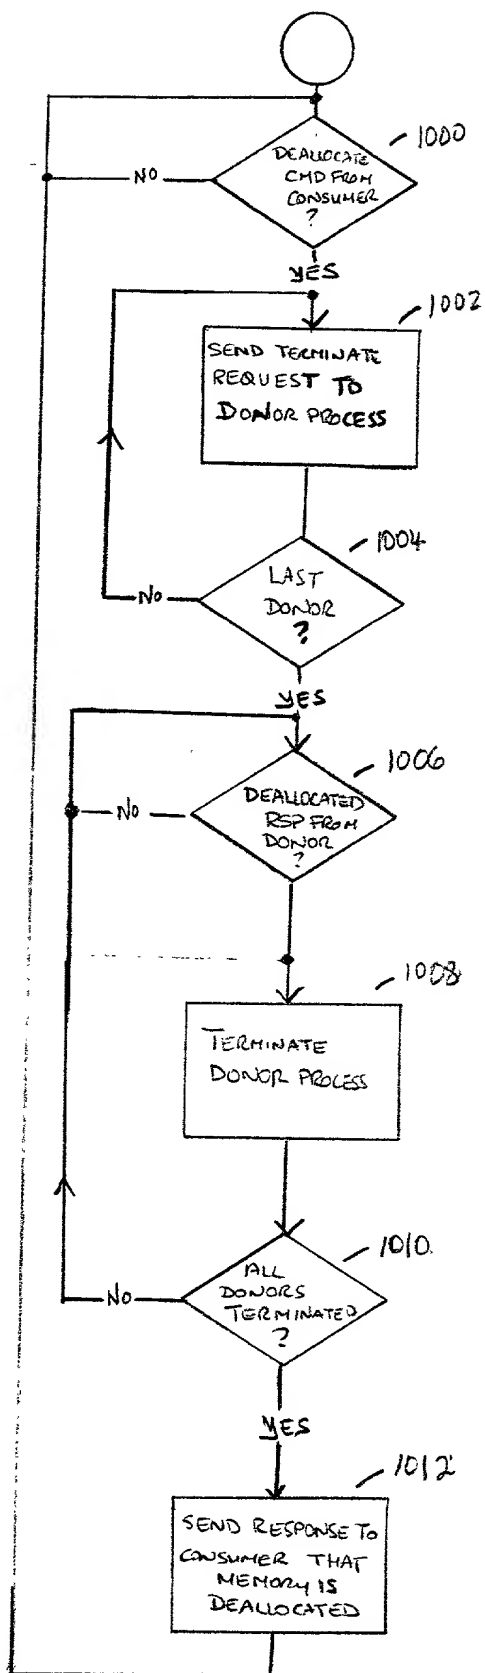 1000
DEALLOCATE
CMD FROM
CONSUMER
?
NO
YES
1002
SEND TERMINATE
REQUEST TO
DONOR PROCESS
1004
LAST
DONOR
?
NO
YES
1006
DEALLOCATED
RSP FROM
DONOR
?
NO
1008
TERMINATE
DONOR PROCESS
1010.
ALL
DONORS
TERMINATED
?
NO
YES
1012
SEND RESPONSE TO
CONSUMER THAT
MEMORY IS
DEALLOCATED